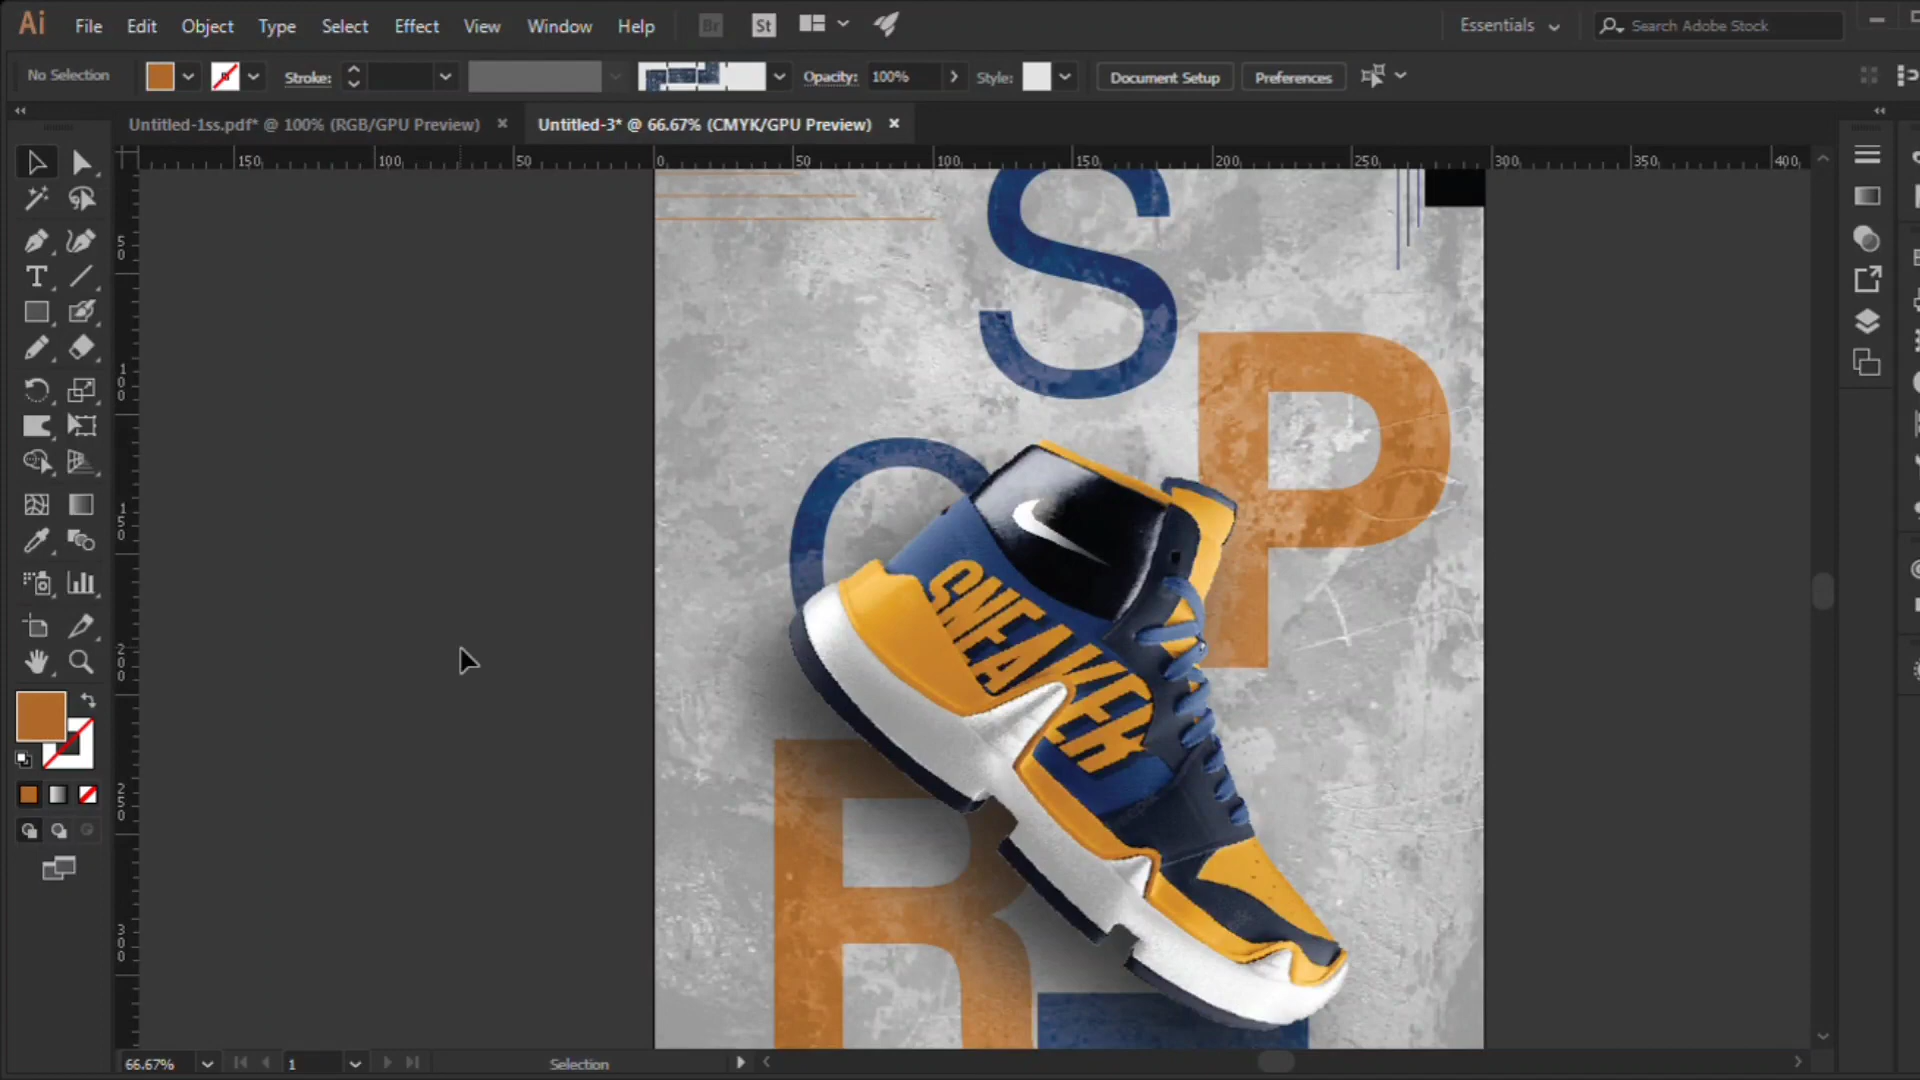 Ai File Edit Object Type Select Effect View Window Help Br St Essentials Search Adobe Stock
No Selection Stroke: Opacity: 100% Style: Document Setup Preferences
Untitled-1ss.pdf* @ 100% (RGB/GPU Preview) × Untitled-3* @ 66.67% (CMYK/GPU Preview) ×
150 100 50 0 50 100 150 200 250 300 350 400
50
100
150
200
250
300
S
P
O
SNEAKER
R
T
66.67% 1 Selection